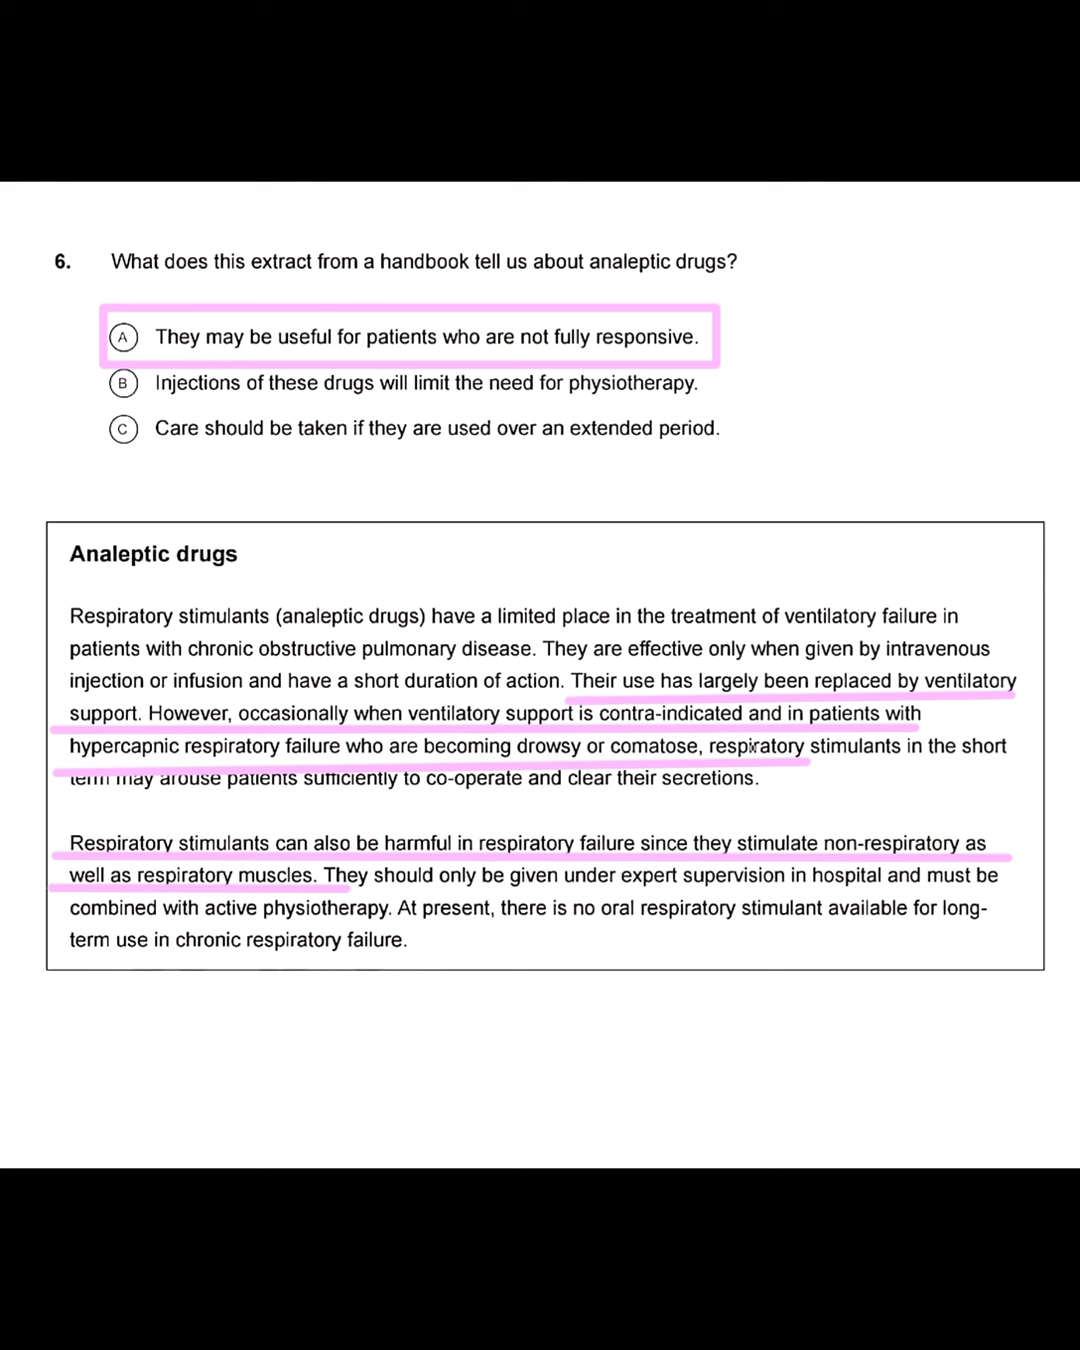 6. What does this extract from a handbook tell us about analeptic drugs?
A They may be useful for patients who are not fully responsive.
B Injections of these drugs will limit the need for physiotherapy.
C Care should be taken if they are used over an extended period.
Analeptic drugs
Respiratory stimulants (analeptic drugs) have a limited place in the treatment of ventilatory failure in
patients with chronic obstructive pulmonary disease. They are effective only when given by intravenous
injection or infusion and have a short duration of action. Their use has largely been replaced by ventilatory
support. However, occasionally when ventilatory support is contra-indicated and in patients with
hypercapnic respiratory failure who are becoming drowsy or comatose, respiratory stimulants in the short
term may arouse patients sufficiently to co-operate and clear their secretions.
Respiratory stimulants can also be harmful in respiratory failure since they stimulate non-respiratory as
well as respiratory muscles. They should only be given under expert supervision in hospital and must be
combined with active physiotherapy. At present, there is no oral respiratory stimulant available for long-
term use in chronic respiratory failure.